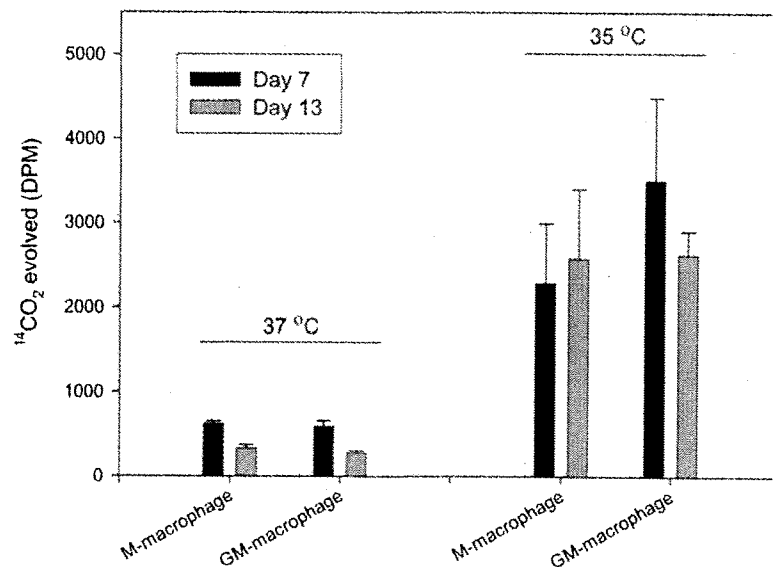 5000
4000
3000
2000
1000
0
¹⁴CO₂ evolved (DPM)
Day 7
Day 13
37 °C
35 °C
M-macrophage
GM-macrophage
M-macrophage
GM-macrophage